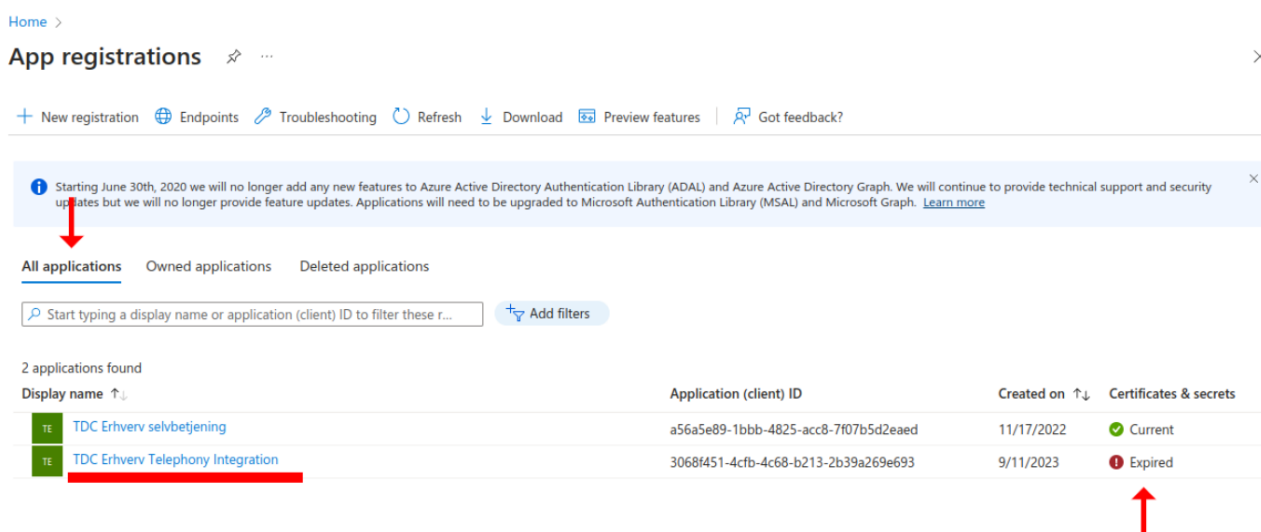 Home >
App registrations ...
New registration Endpoints Troubleshooting Refresh Download Preview features Got feedback?
Starting June 30th, 2020 we will no longer add any new features to Azure Active Directory Authentication Library (ADAL) and Azure Active Directory Graph. We will continue to provide technical support and security
updates but we will no longer provide feature updates. Applications will need to be upgraded to Microsoft Authentication Library (MSAL) and Microsoft Graph. Learn more
All applications Owned applications Deleted applications
Start typing a display name or application (client) ID to filter these r... Add filters
2 applications found
Display name Application (client) ID Created on Certificates & secrets
TE TDC Erhverv selvbetjening a56a5e89-1bbb-4825-acc8-7f07b5d2eaed 11/17/2022 Current
TE TDC Erhverv Telephony Integration 3068f451-4cfb-4c68-b213-2b39a269e693 9/11/2023 Expired